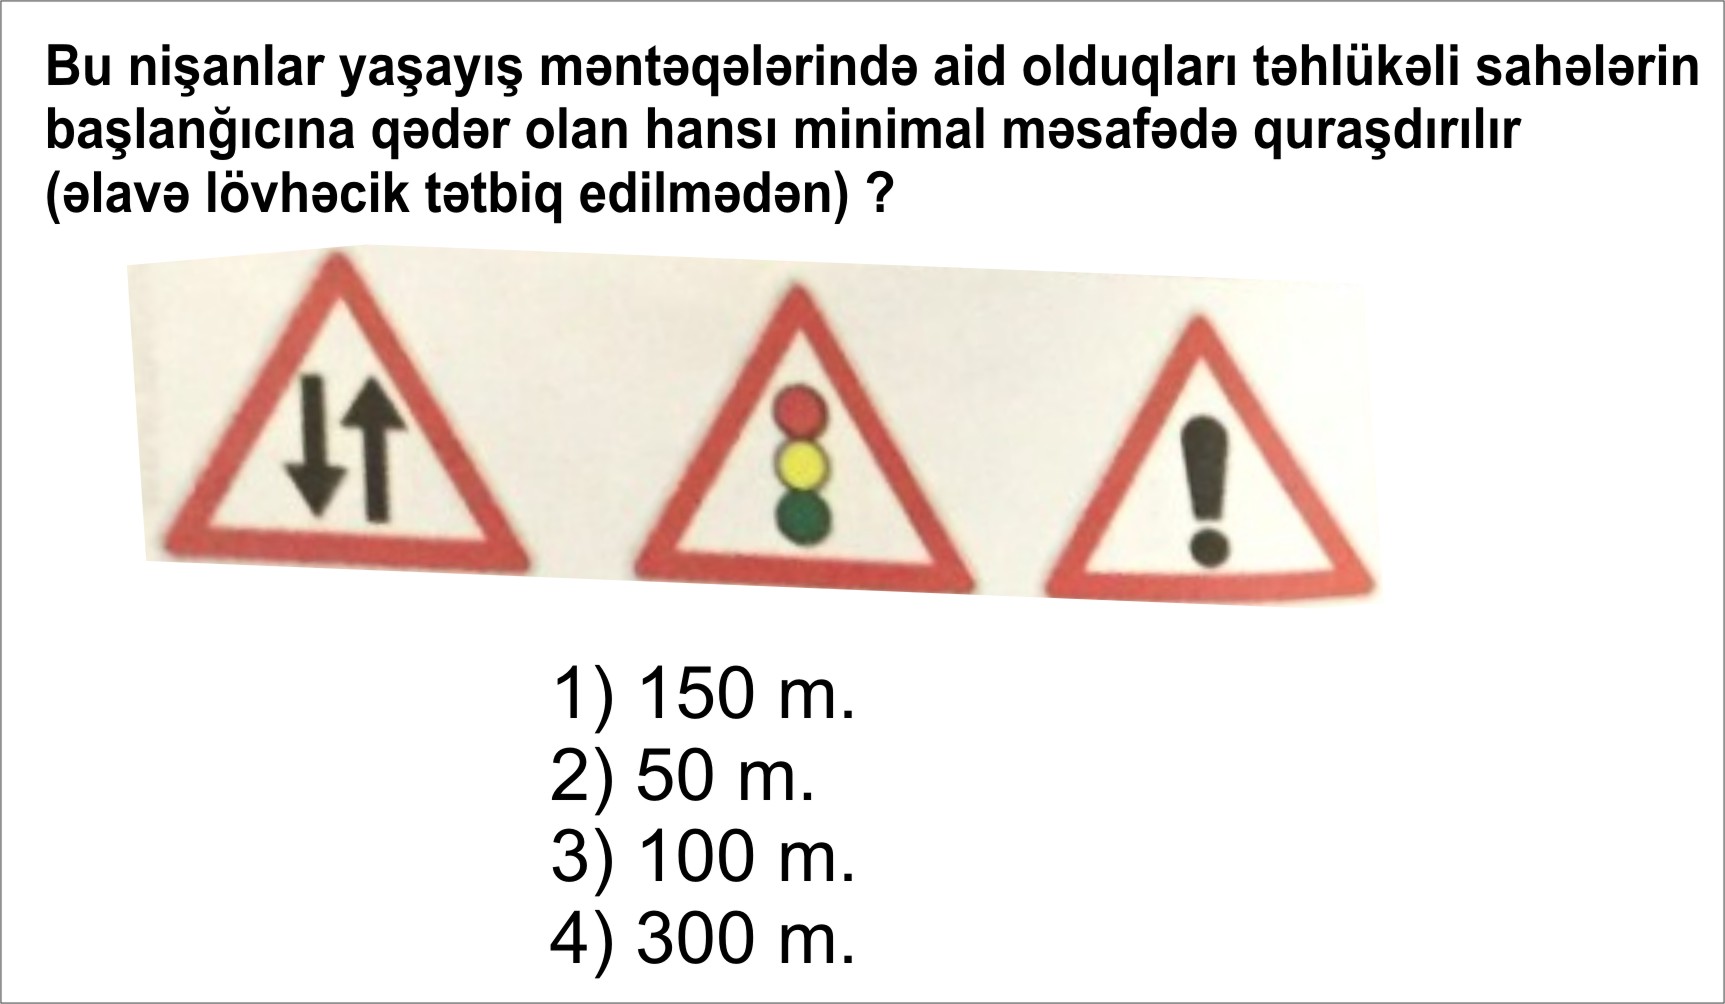 Bu nişanlar yaşayış məntəqələrində aid olduqları təhlükəli sahələrin
başlanğıcına qədər olan hansı minimal məsafədə quraşdırılır
(əlavə lövhəcik tətbiq edilmədən) ?
1) 150 m.
2) 50 m.
3) 100 m.
4) 300 m.